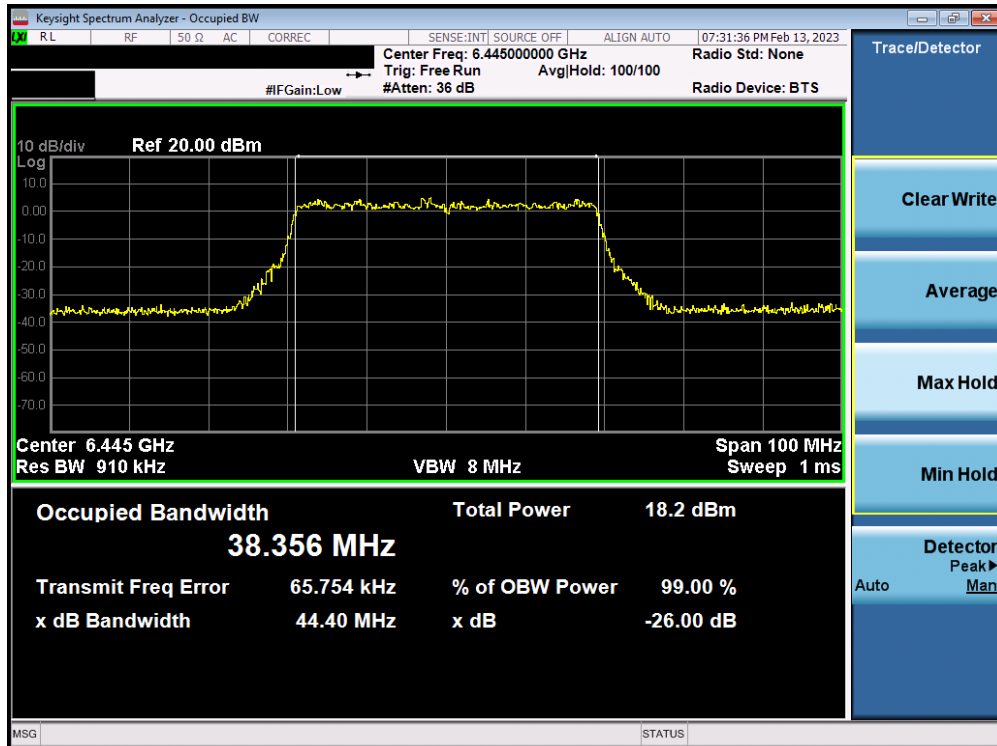 Keysight Spectrum Analyzer - Occupied BW
LXI RL RF 50 Ω AC CORREC SENSE:INT SOURCE OFF ALIGN AUTO 07:31:36 PM Feb 13, 2023
Center Freq: 6.445000000 GHz Radio Std: None
Trig: Free Run Avg|Hold: 100/100
#IFGain:Low #Atten: 36 dB Radio Device: BTS
10 dB/div Ref 20.00 dBm
Log
10.0
0.00
-10.0
-20.0
-30.0
-40.0
-50.0
-60.0
-70.0
Center 6.445 GHz Span 100 MHz
Res BW 910 kHz VBW 8 MHz Sweep 1 ms
Occupied Bandwidth Total Power 18.2 dBm
38.356 MHz
Transmit Freq Error 65.754 kHz % of OBW Power 99.00 %
x dB Bandwidth 44.40 MHz x dB -26.00 dB
MSG STATUS
Trace/Detector
Clear Write
Average
Max Hold
Min Hold
Detector
Peak▶
Auto Man